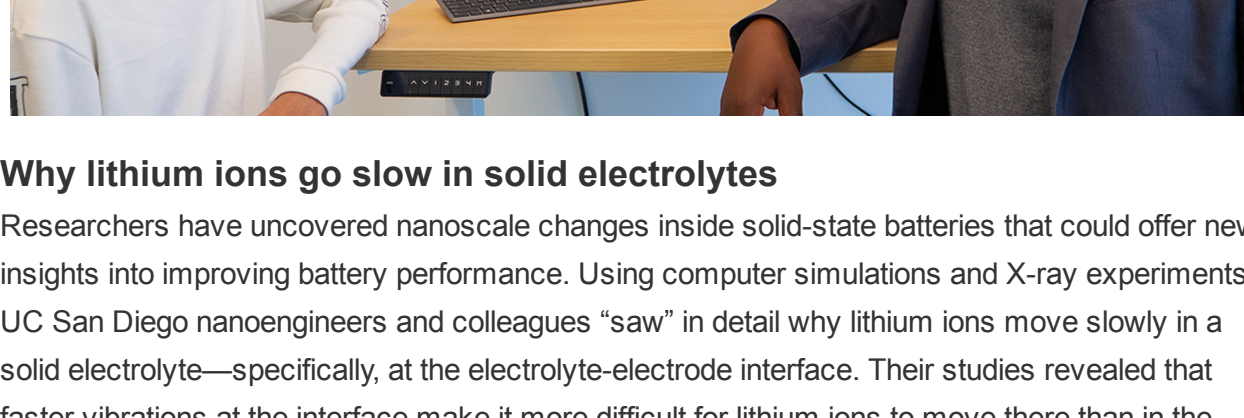 Why lithium ions go slow in solid electrolytes
Researchers have uncovered nanoscale changes inside solid-state batteries that could offer new
insights into improving battery performance. Using computer simulations and X-ray experiments
UC San Diego nanoengineers and colleagues “saw” in detail why lithium ions move slowly in a
solid electrolyte—specifically, at the electrolyte-electrode interface. Their studies revealed that
faster vibrations at the interface make it more difficult for lithium ions to move there than in the